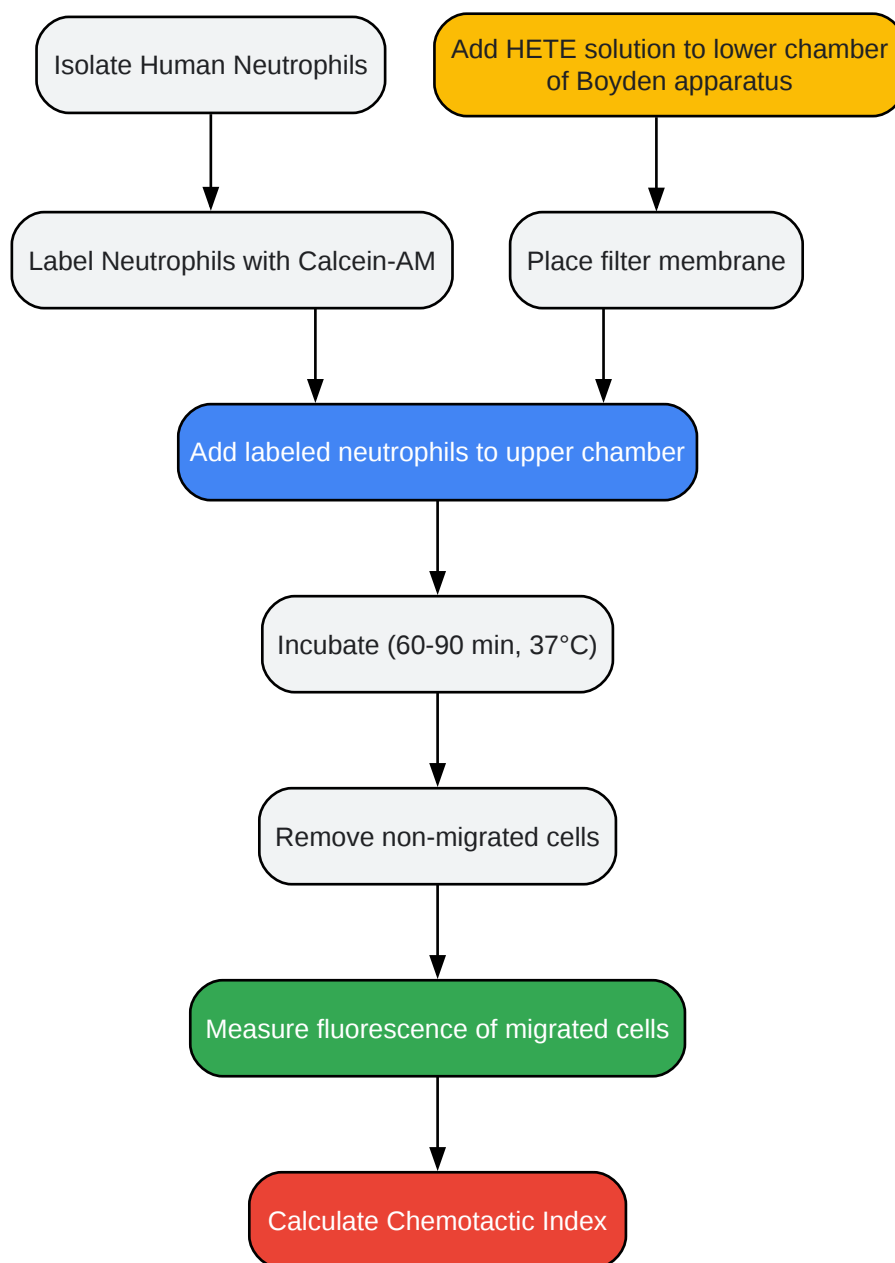 Isolate Human Neutrophils
Add HETE solution to lower chamber
of Boyden apparatus
Label Neutrophils with Calcein-AM
Place filter membrane
Add labeled neutrophils to upper chamber
Incubate (60-90 min, 37°C)
Remove non-migrated cells
Measure fluorescence of migrated cells
Calculate Chemotactic Index